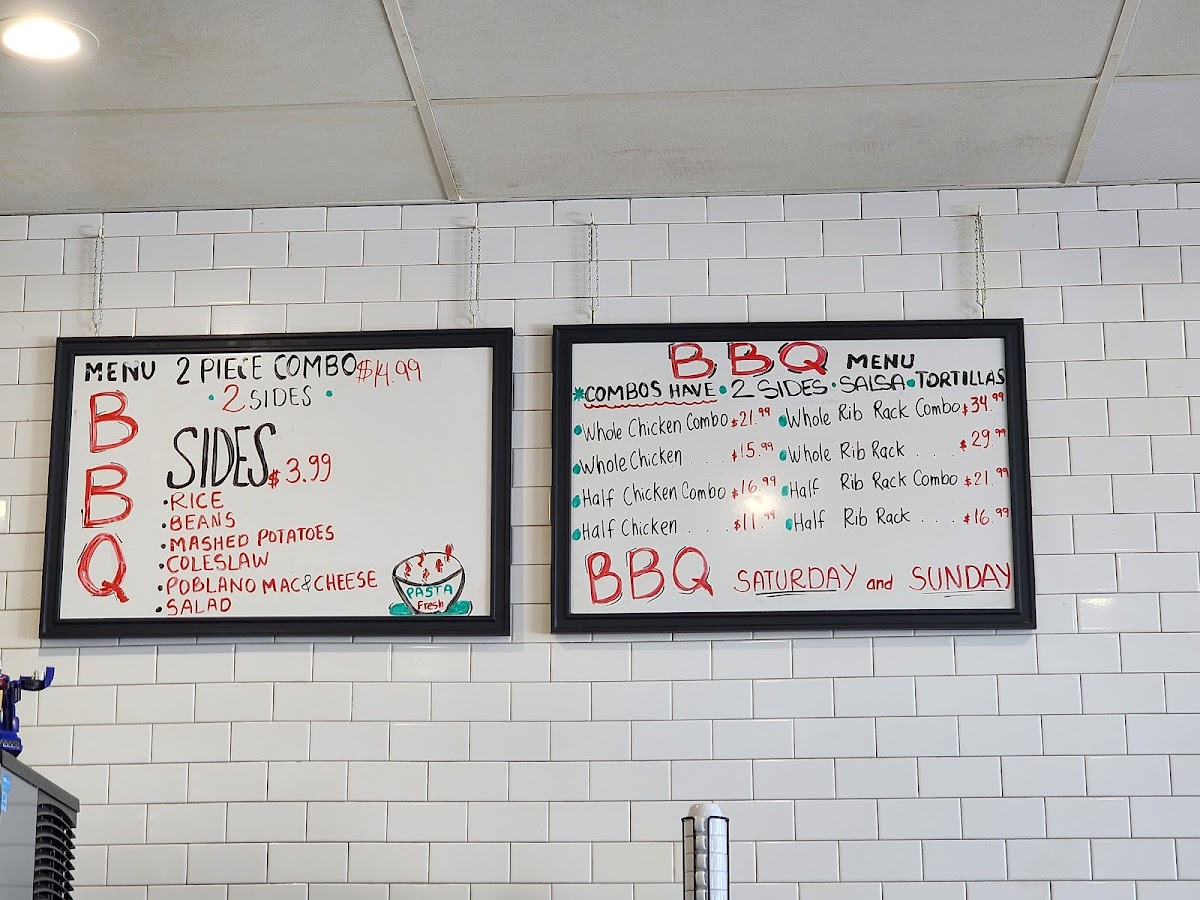 MENU 2 PIECE COMBO $14.99
• 2 SIDES •
BBQ
SIDES $3.99
• RICE
• BEANS
• MASHED POTATOES
• COLESLAW
• POBLANO MAC & CHEESE
• SALAD
PASTA
Fresh
BBQ MENU
*COMBOS HAVE • 2 SIDES • SALSA • TORTILLAS
• Whole Chicken Combo $21.99
• Whole Chicken . . . $15.99
• Half Chicken Combo $16.99
• Half Chicken . . . $11.99
• Whole Rib Rack Combo $34.99
• Whole Rib Rack . . . . $29.99
• Half Rib Rack Combo $21.99
• Half Rib Rack . . . . $16.99
BBQ SATURDAY and SUNDAY